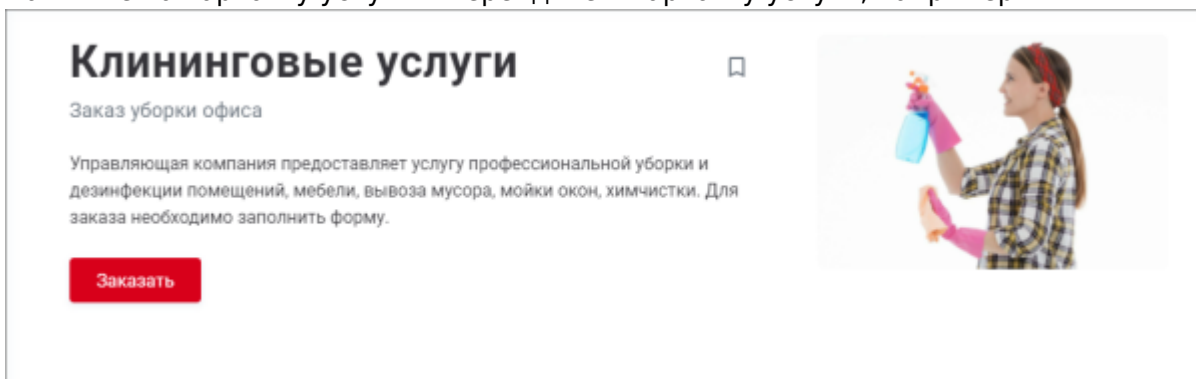 Клининговые услуги
Заказ уборки офиса
Управляющая компания предоставляет услугу профессиональной уборки и
дезинфекции помещений, мебели, вывоза мусора, мойки окон, химчистки. Для
заказа необходимо заполнить форму.
Заказать